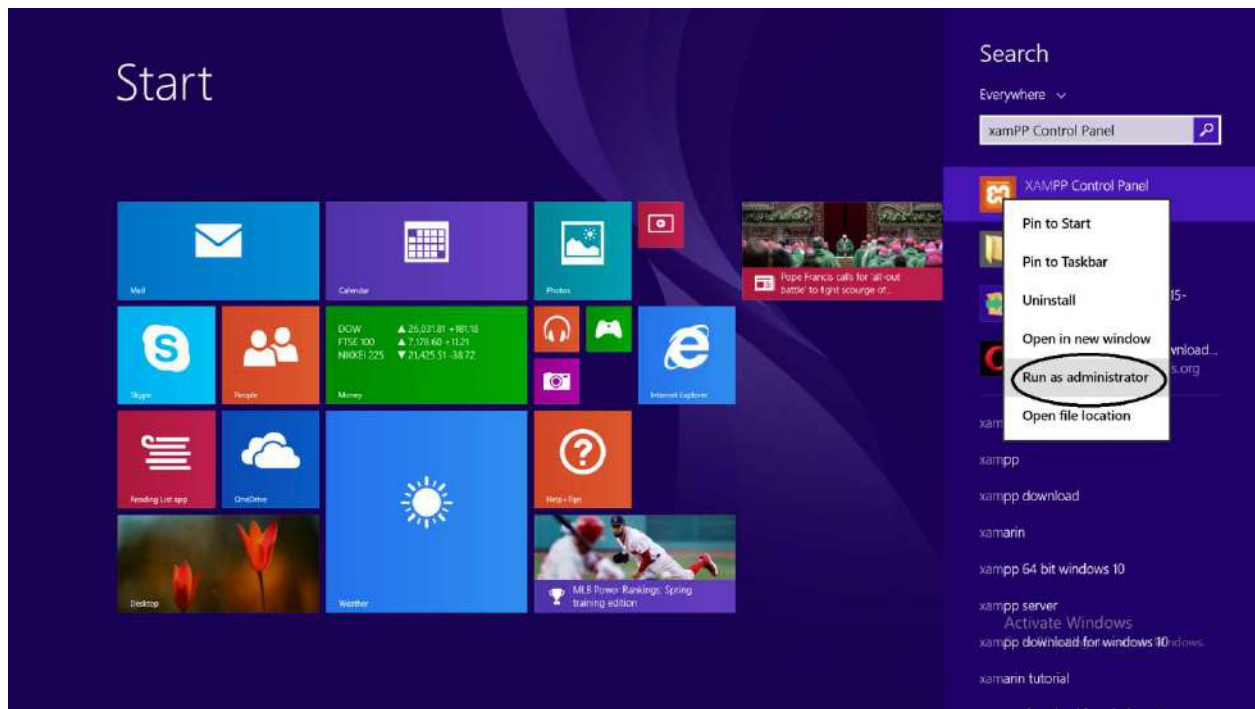 Start
Mail
Calendar
Photos
Pope Francis calls for 'all-out
battle' to fight scourge of...
Skype
People
DOW ▲ 26,031.81 +181.18
FTSE 100 ▲ 7,178.60 +11.21
NIKKEI 225 ▼ 21,425.51 -38.72
Money
Internet Explorer
Reading List app
OneDrive
Help+Tips
Desktop
Weather
MLB Power Rankings: Spring
training edition
Search
Everywhere
xamPP Control Panel
XAMPP Control Panel
Pin to Start
Pin to Taskbar
Uninstall
15-
Open in new window
vnload...
Run as administrator
s.org
Open file location
xam
xampp
xampp download
xamarin
xampp 64 bit windows 10
xampp server
Activate Windows
xampp download for windows 10
xamarin tutorial